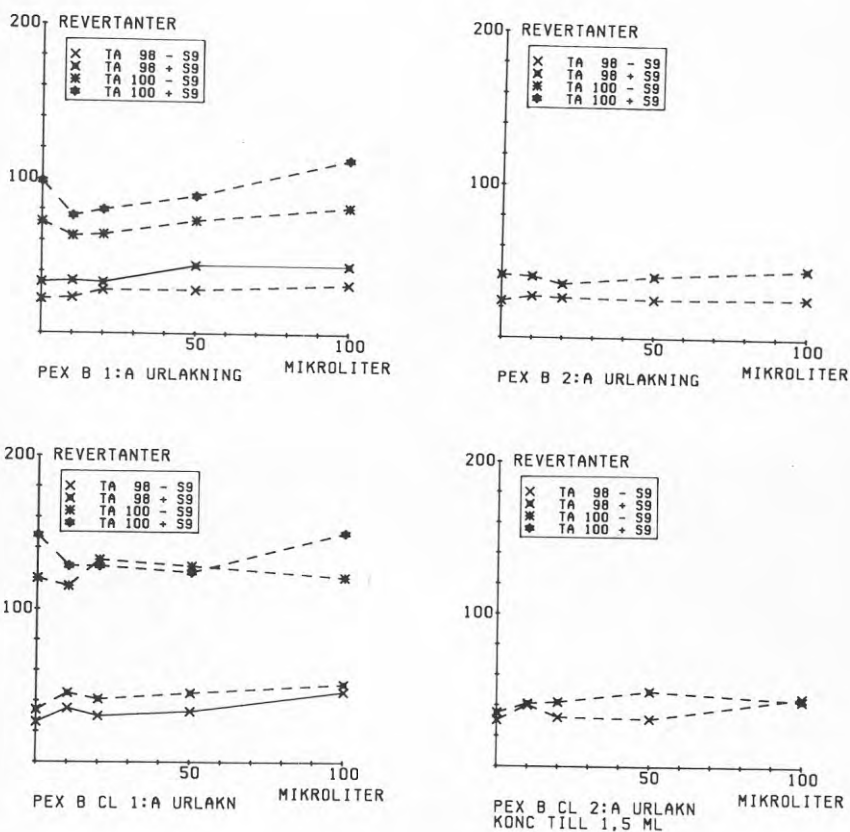 200 REVERTANTER
TA 98 - S9
TA 98 + S9
TA 100 - S9
TA 100 + S9
100
50 100
PEX B 1:A URLAKNING MIKROLITER
200 REVERTANTER
TA 98 - S9
TA 98 + S9
TA 100 - S9
TA 100 + S9
100
50 100
PEX B 2:A URLAKNING MIKROLITER
200 REVERTANTER
TA 98 - S9
TA 98 + S9
TA 100 - S9
TA 100 + S9
100
50 100
PEX B CL 1:A URLAKN MIKROLITER
200 REVERTANTER
TA 98 - S9
TA 98 + S9
TA 100 - S9
TA 100 + S9
100
50 100
PEX B CL 2:A URLAKN MIKROLITER
KONC TILL 1,5 ML